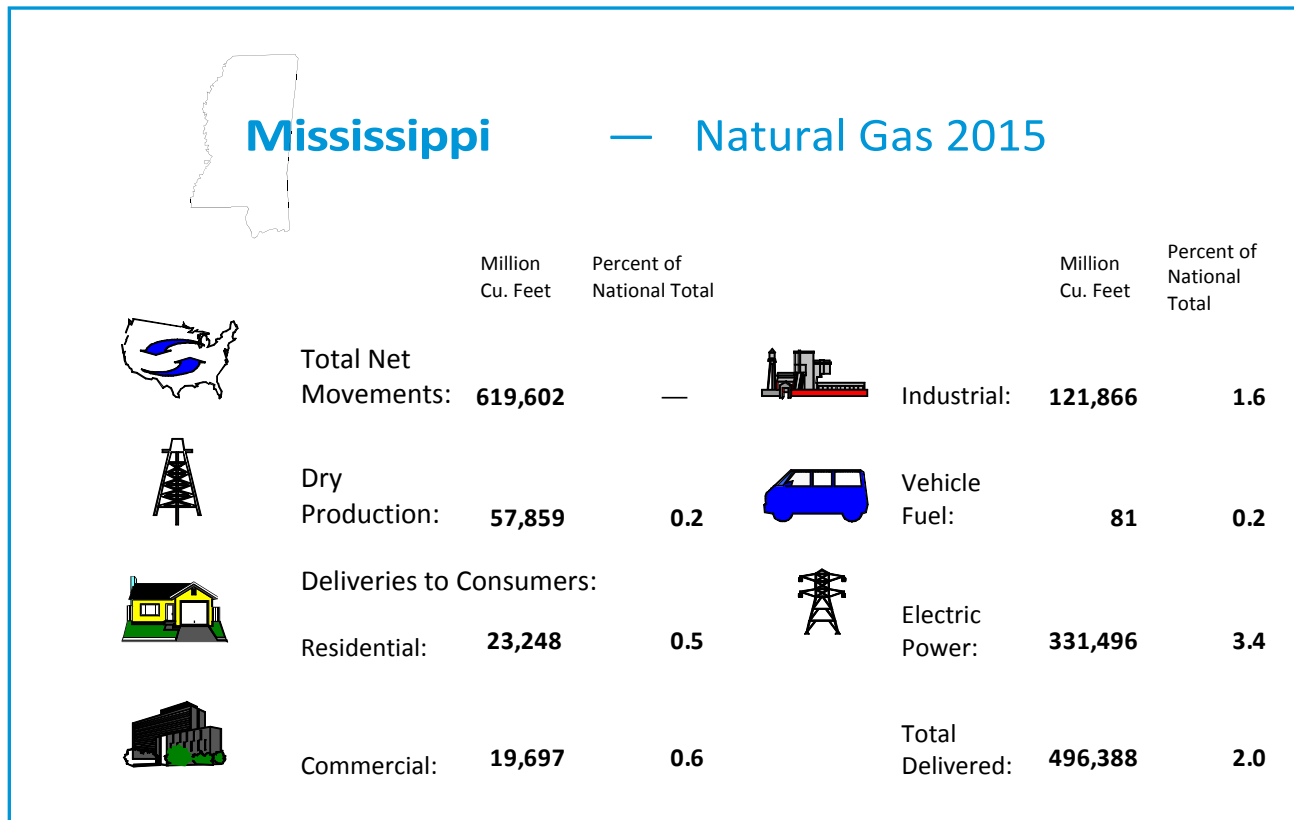 Mississippi — Natural Gas 2015
Million
Cu. Feet
Percent of
National Total
Million
Cu. Feet
Percent of
National
Total
Total Net
Movements: 619,602 —
Industrial: 121,866 1.6
Dry
Production: 57,859 0.2
Vehicle
Fuel: 81 0.2
Deliveries to Consumers:
Residential: 23,248 0.5
Electric
Power: 331,496 3.4
Commercial: 19,697 0.6
Total
Delivered: 496,388 2.0